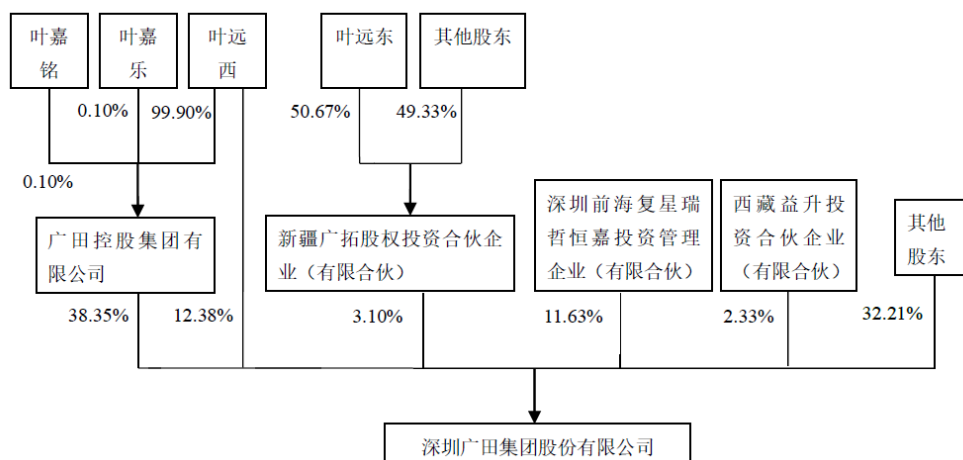 叶嘉
铭
叶嘉
乐
叶远
西
叶远东
其他股东
0.10%
99.90%
50.67%
49.33%
0.10%
广田控股集团有
限公司
新疆广拓股权投资合伙企
业（有限合伙）
深圳前海复星瑞
哲恒嘉投资管理
企业（有限合伙）
西藏益升投
资合伙企业
（有限合伙）
其他
股东
38.35%
12.38%
3.10%
11.63%
2.33%
32.21%
深圳广田集团股份有限公司